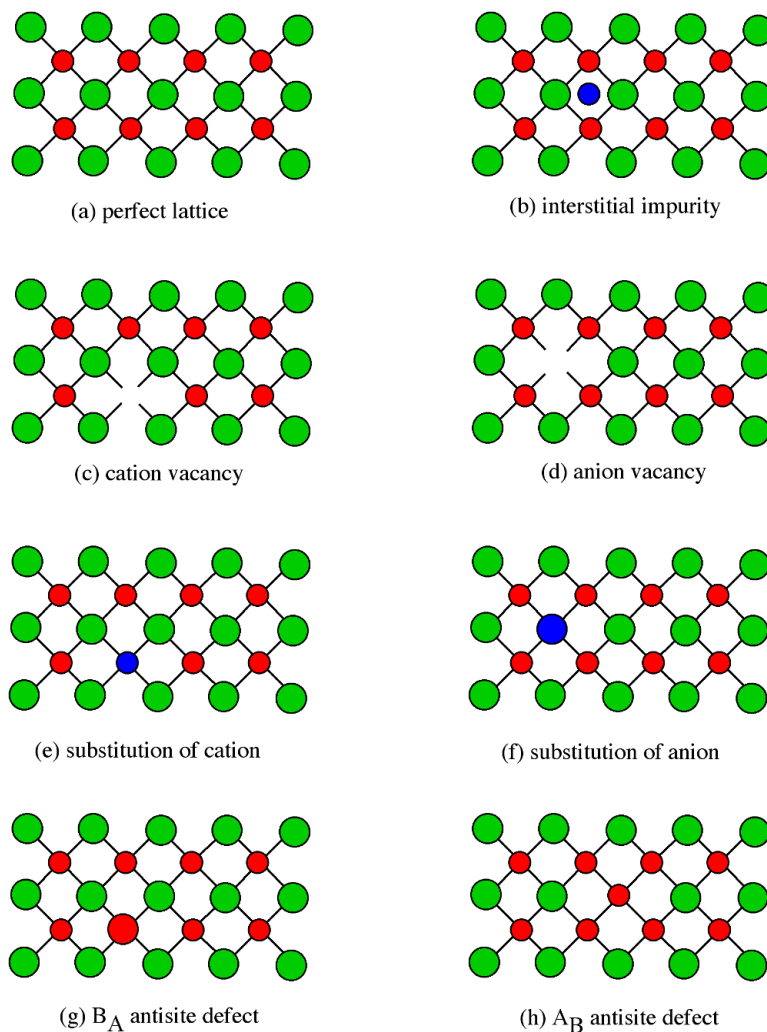 (a) perfect lattice
(b) interstitial impurity
(c) cation vacancy
(d) anion vacancy
(e) substitution of cation
(f) substitution of anion
(g) B_A antisite defect
(h) A_B antisite defect